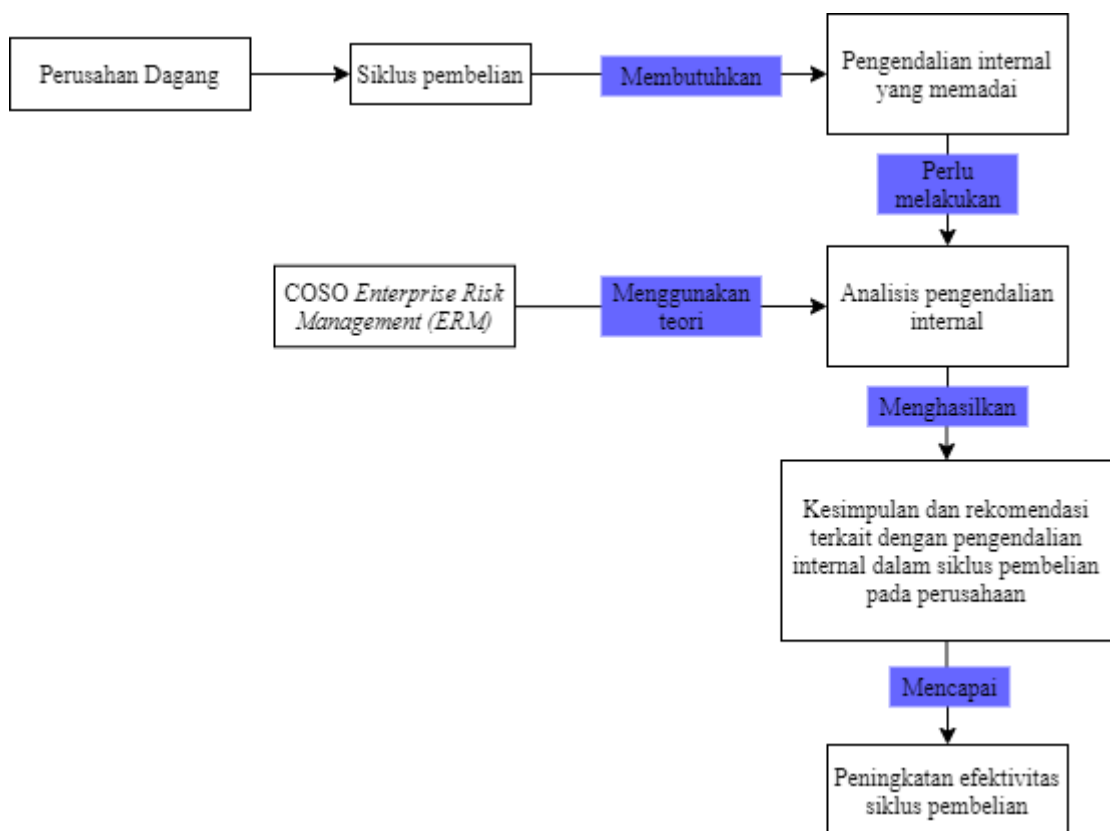 Perusahan Dagang
Siklus pembelian
Membutuhkan
Pengendalian internal
yang memadai
Perlu
melakukan
COSO Enterprise Risk
Management (ERM)
Menggunakan
teori
Analisis pengendalian
internal
Menghasilkan
Kesimpulan dan rekomendasi
terkait dengan pengendalian
internal dalam siklus pembelian
pada perusahaan
Mencapai
Peningkatan efektivitas
siklus pembelian